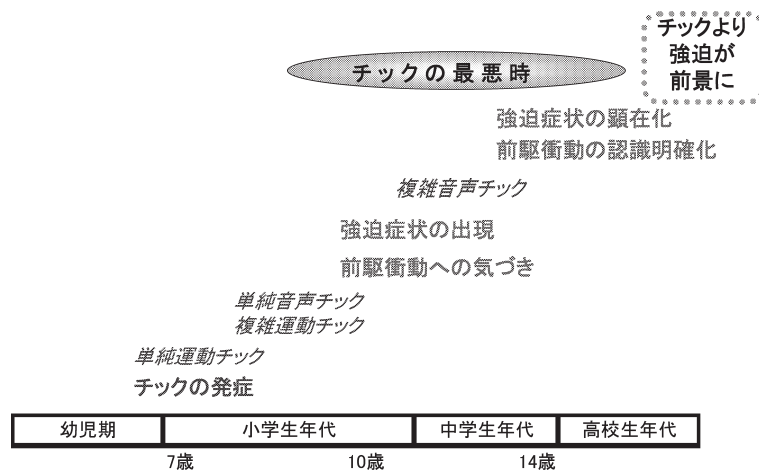 チックより
強迫が
前景に
チックの最悪時
強迫症状の顕在化
前駆衝動の認識明確化
複雑音声チック
強迫症状の出現
前駆衝動への気づき
単純音声チック
複雑運動チック
単純運動チック
チックの発症
幼児期 小学生年代 中学生年代 高校生年代
7歳 10歳 14歳